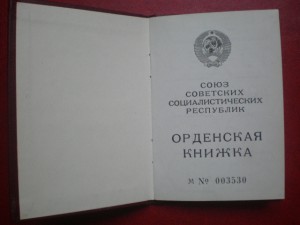 СОЮЗ
СОВЕТСКИХ
СОЦИАЛИСТИЧЕСКИХ
РЕСПУБЛИК
ОРДЕНСКАЯ
КНИЖКА
М № 003530